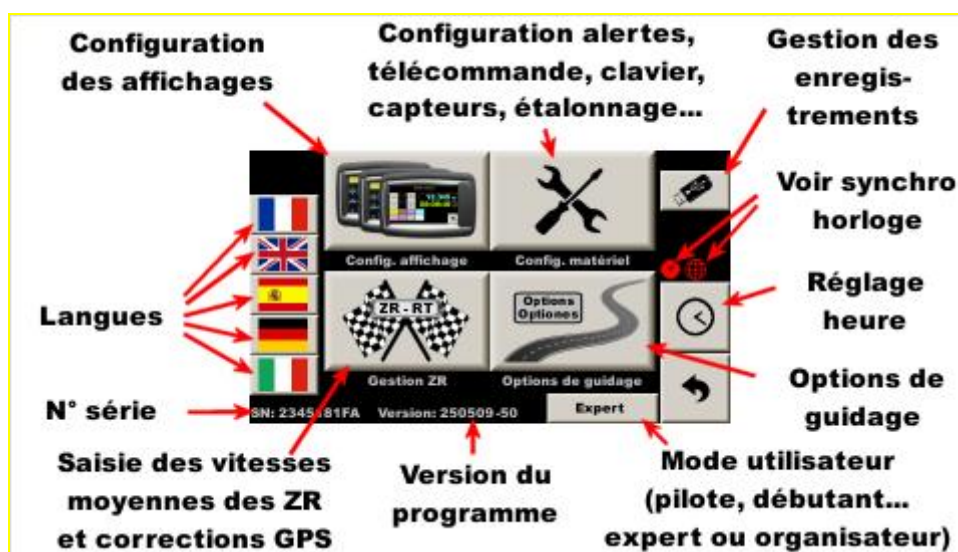 Configuration
des affichages
Configuration alertes,
télécommande, clavier,
capteurs, étalonnage...
Gestion des
enregis-
trements
Voir synchro
horloge
Config. affichage
Config. matériel
Langues
ZR - RT
Options
Optiones
Réglage
heure
Gestion ZR
Options de guidage
Options de
guidage
N° série
SN: 2345181FA
Version: 250509-50
Expert
Saisie des vitesses
moyennes des ZR
et corrections GPS
Version du
programme
Mode utilisateur
(pilote, débutant...
expert ou organisateur)